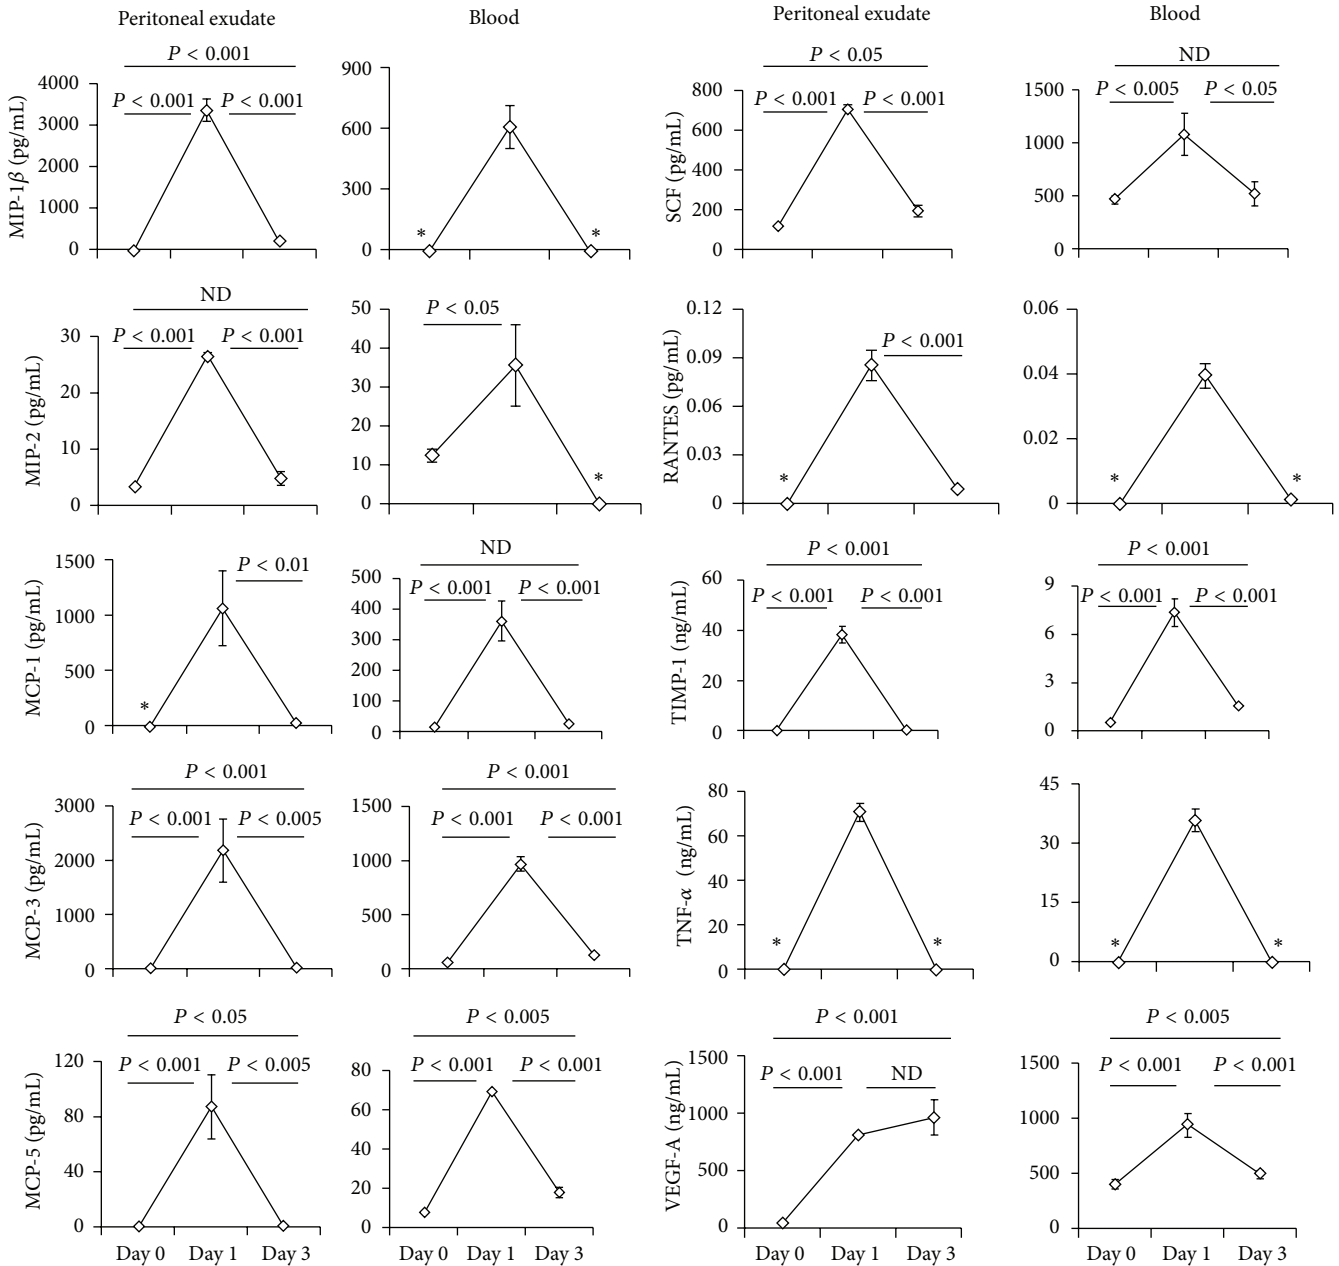 Peritoneal exudate
Blood
Peritoneal exudate
Blood
P < 0.001
P < 0.001 P < 0.001
MIP-1β (pg/mL)
4000
3000
2000
1000
0
900
600
300
0
* *
P < 0.05
P < 0.001 P < 0.001
SCF (pg/mL)
800
600
400
200
0
ND
P < 0.005 P < 0.05
1500
1000
500
0
ND
P < 0.001 P < 0.001
MIP-2 (pg/mL)
30
20
10
0
P < 0.05
50
40
30
20
10
0
*
P < 0.001
RANTES (pg/mL)
0.12
0.09
0.06
0.03
0
*
0.06
0.04
0.02
0
* *
P < 0.01
MCP-1 (pg/mL)
1500
1000
500
0
*
ND
P < 0.001 P < 0.001
500
400
300
200
100
0
P < 0.001
P < 0.001 P < 0.001
TIMP-1 (ng/mL)
60
40
20
0
P < 0.001
P < 0.001 P < 0.001
9
6
3
0
P < 0.001
P < 0.001 P < 0.005
MCP-3 (pg/mL)
3000
2000
1000
0
P < 0.001
P < 0.001 P < 0.001
1500
1000
500
0
TNF-α (ng/mL)
80
60
40
20
0
* *
45
30
15
0
* *
P < 0.05
P < 0.001 P < 0.005
MCP-5 (pg/mL)
120
80
40
0
Day 0 Day 1 Day 3
P < 0.005
P < 0.001 P < 0.001
80
60
40
20
0
Day 0 Day 1 Day 3
P < 0.001
P < 0.001 ND
VEGF-A (ng/mL)
1500
1000
500
0
Day 0 Day 1 Day 3
P < 0.005
P < 0.001 P < 0.001
1500
1000
500
0
Day 0 Day 1 Day 3